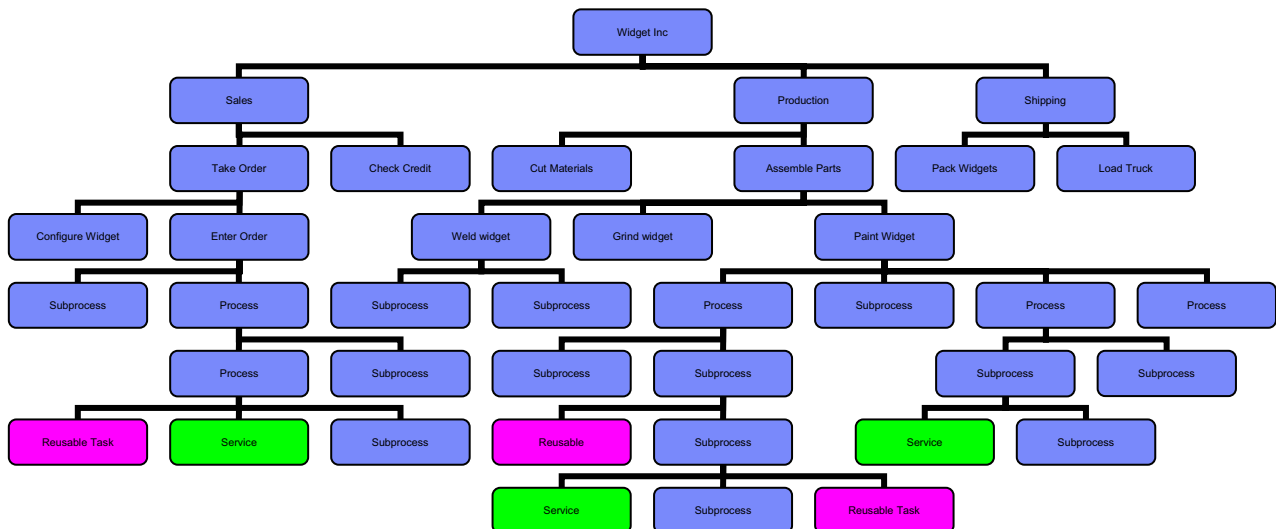 Widget Inc
Sales
Production
Shipping
Take Order
Check Credit
Cut Materials
Assemble Parts
Pack Widgets
Load Truck
Configure Widget
Enter Order
Weld widget
Grind widget
Paint Widget
Subprocess
Process
Subprocess
Subprocess
Process
Subprocess
Process
Process
Process
Subprocess
Subprocess
Subprocess
Subprocess
Subprocess
Reusable Task
Service
Subprocess
Reusable
Subprocess
Service
Subprocess
Service
Subprocess
Reusable Task